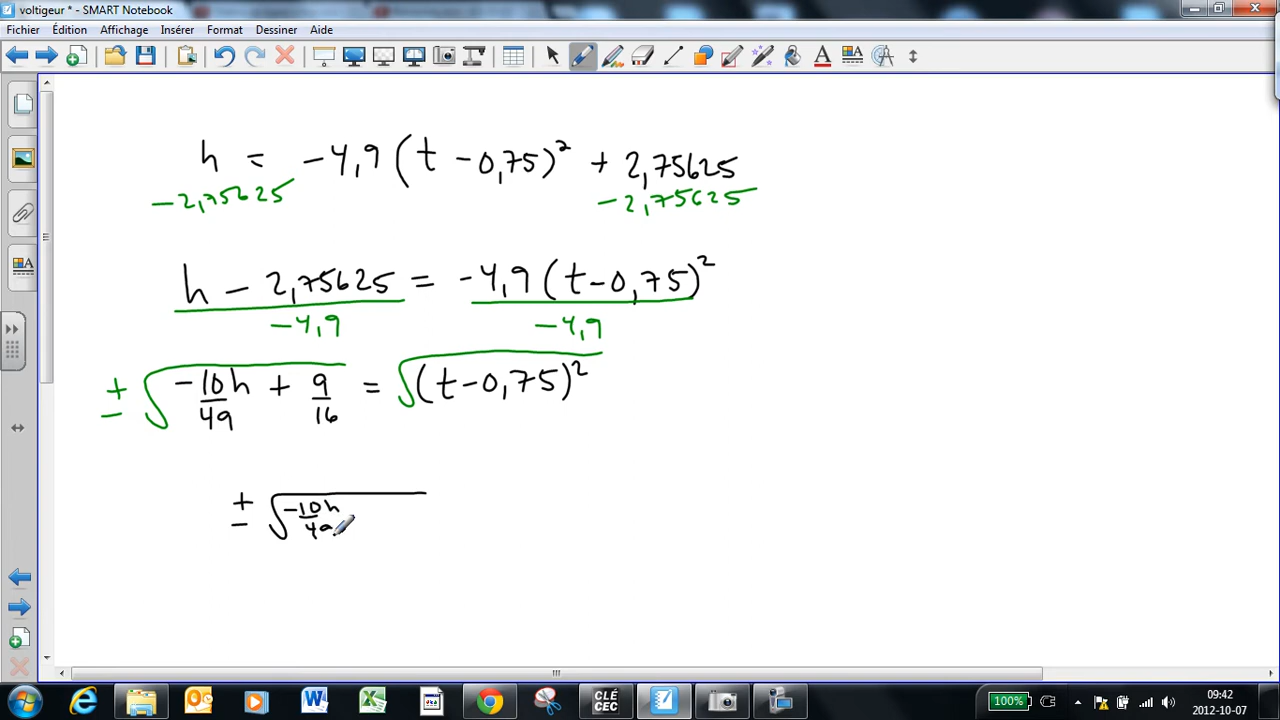 voltigeur * - SMART Notebook
Fichier Édition Affichage Insérer Format Dessiner Aide
h = -4,9 (t - 0,75)² + 2,75625
-2,75625 -2,75625
h - 2,75625 = -4,9 (t - 0,75)²
-4,9 -4,9
± √(-10h/49 + 9/16) = √(t - 0,75)²
± √-10h/49
CLÉ CEC
100% 09:42
2012-10-07